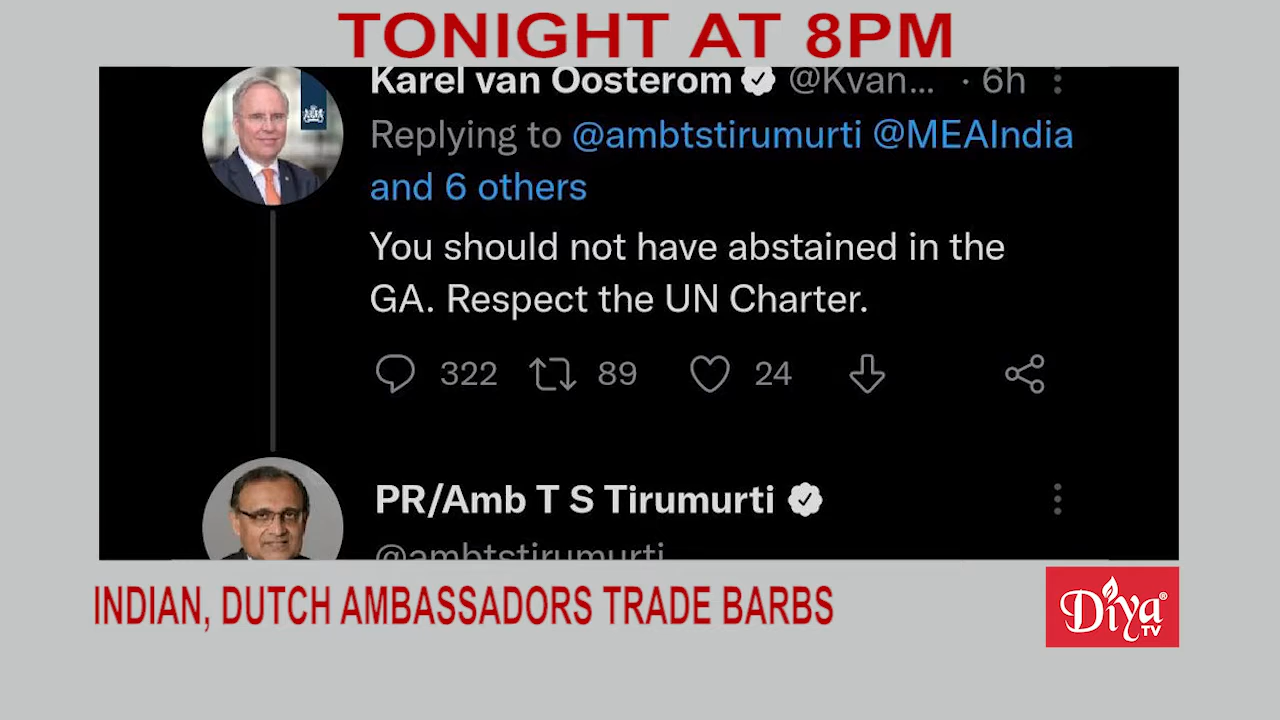 TONIGHT AT 8PM
Karel van Oosterom @Kvan... · 6h
Replying to @ambtstirumurti @MEAIndia
and 6 others
You should not have abstained in the
GA. Respect the UN Charter.
322 89 24
PR/Amb T S Tirumurti
@ambtstirumurti
INDIAN, DUTCH AMBASSADORS TRADE BARBS
Diya®
TV